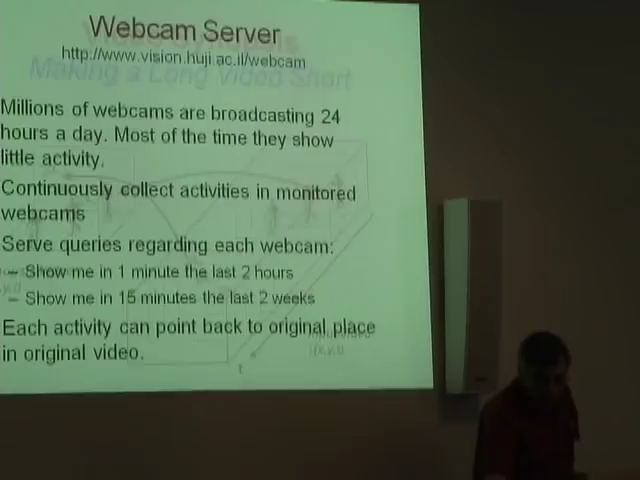 Webcam Server
http://www.vision.huji.ac.il/webcam
Making a Long Video Short
Millions of webcams are broadcasting 24
hours a day. Most of the time they show
little activity.
Continuously collect activities in monitored
webcams
Serve queries regarding each webcam:
– Show me in 1 minute the last 2 hours
– Show me in 15 minutes the last 2 weeks
Each activity can point back to original place
in original video.
t